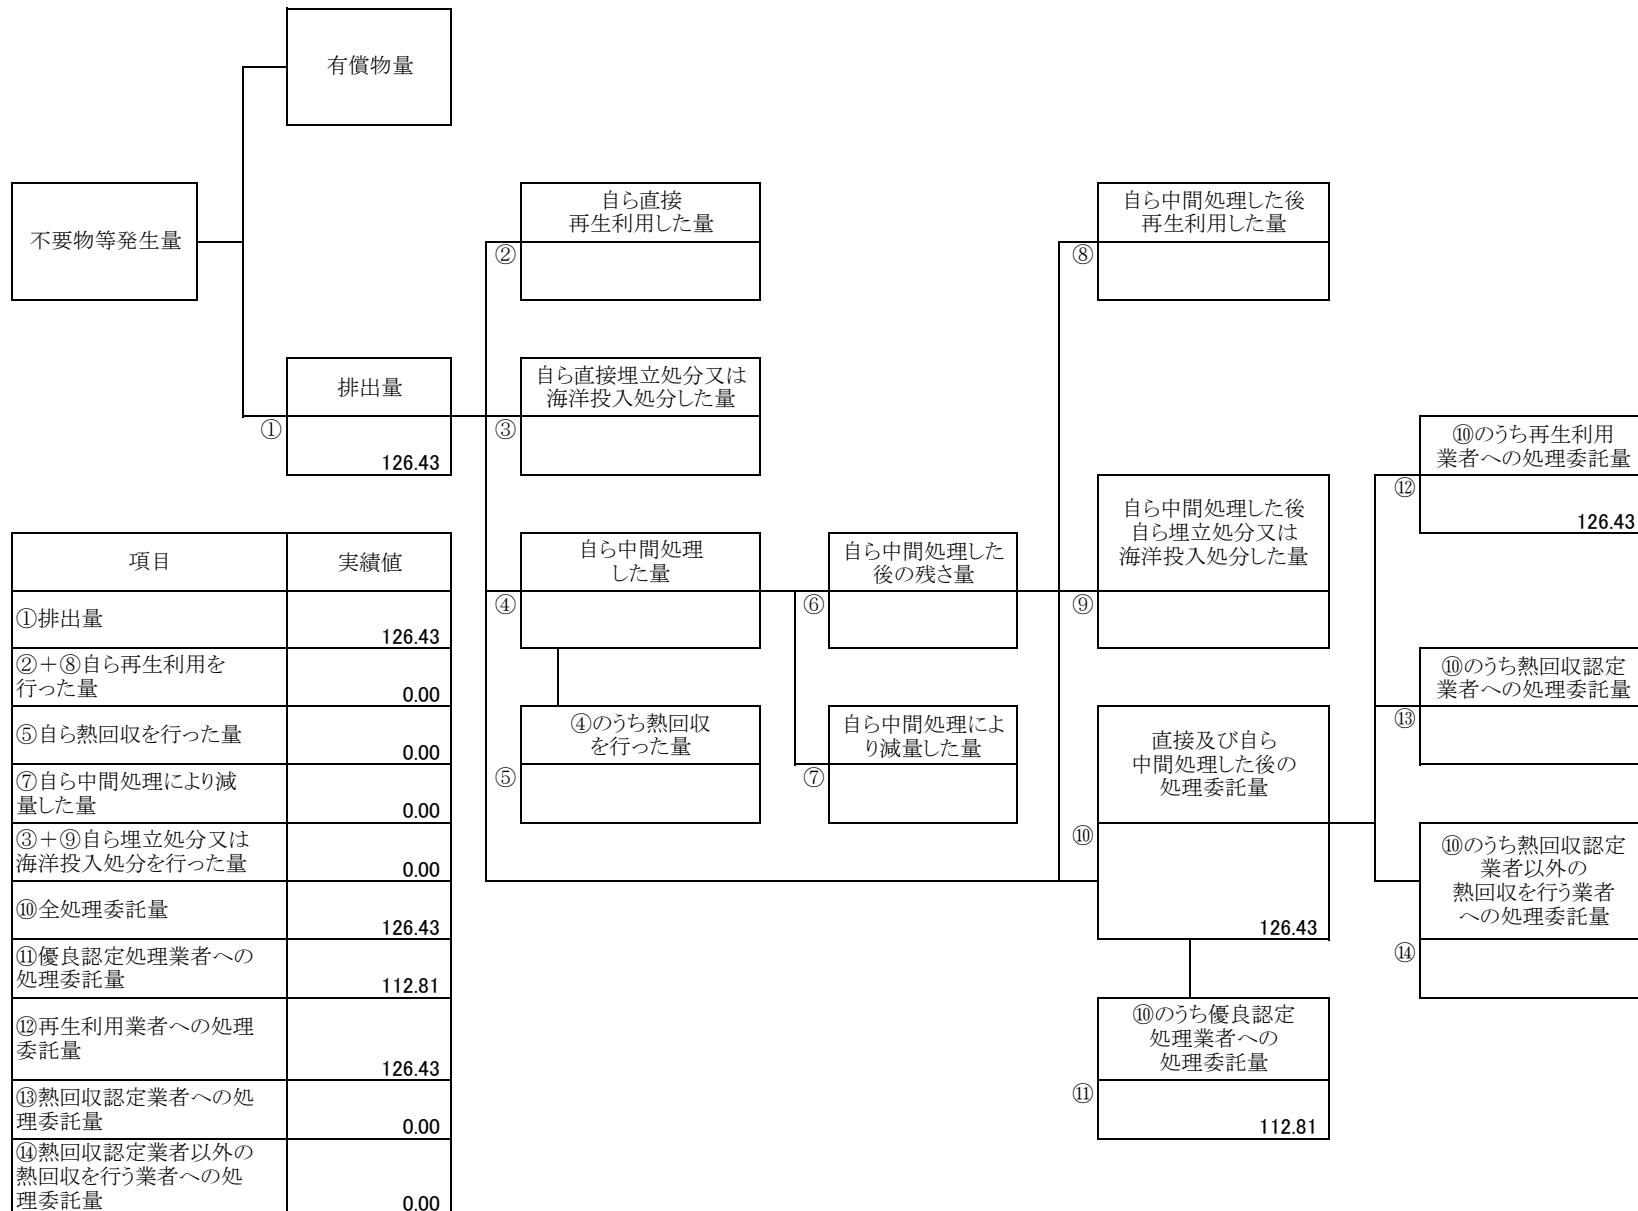 有償物量
不要物等発生量
自ら直接
再生利用した量
②
自ら中間処理した後
再生利用した量
⑧
排出量
①
126.43
自ら直接埋立処分又は
海洋投入処分した量
③
⑩のうち再生利用
業者への処理委託量
⑫
126.43
自ら中間処理した後
自ら埋立処分又は
海洋投入処分した量
⑨
自ら中間処理
した量
④
自ら中間処理した
後の残さ量
⑥
⑩のうち熱回収認定
業者への処理委託量
⑬
④のうち熱回収
を行った量
⑤
自ら中間処理によ
り減量した量
⑦
直接及び自ら
中間処理した後の
処理委託量
⑩
126.43
⑩のうち熱回収認定
業者以外の
熱回収を行う業者
への処理委託量
⑭
⑩のうち優良認定
処理業者への
処理委託量
⑪
112.81
項目 実績値
①排出量
126.43
②＋⑧自ら再生利用を
行った量
0.00
⑤自ら熱回収を行った量
0.00
⑦自ら中間処理により減
量した量
0.00
③＋⑨自ら埋立処分又は
海洋投入処分を行った量
0.00
⑩全処理委託量
126.43
⑪優良認定処理業者への
処理委託量
112.81
⑫再生利用業者への処理
委託量
126.43
⑬熱回収認定業者への処
理委託量
0.00
⑭熱回収認定業者以外の
熱回収を行う業者への処
理委託量
0.00